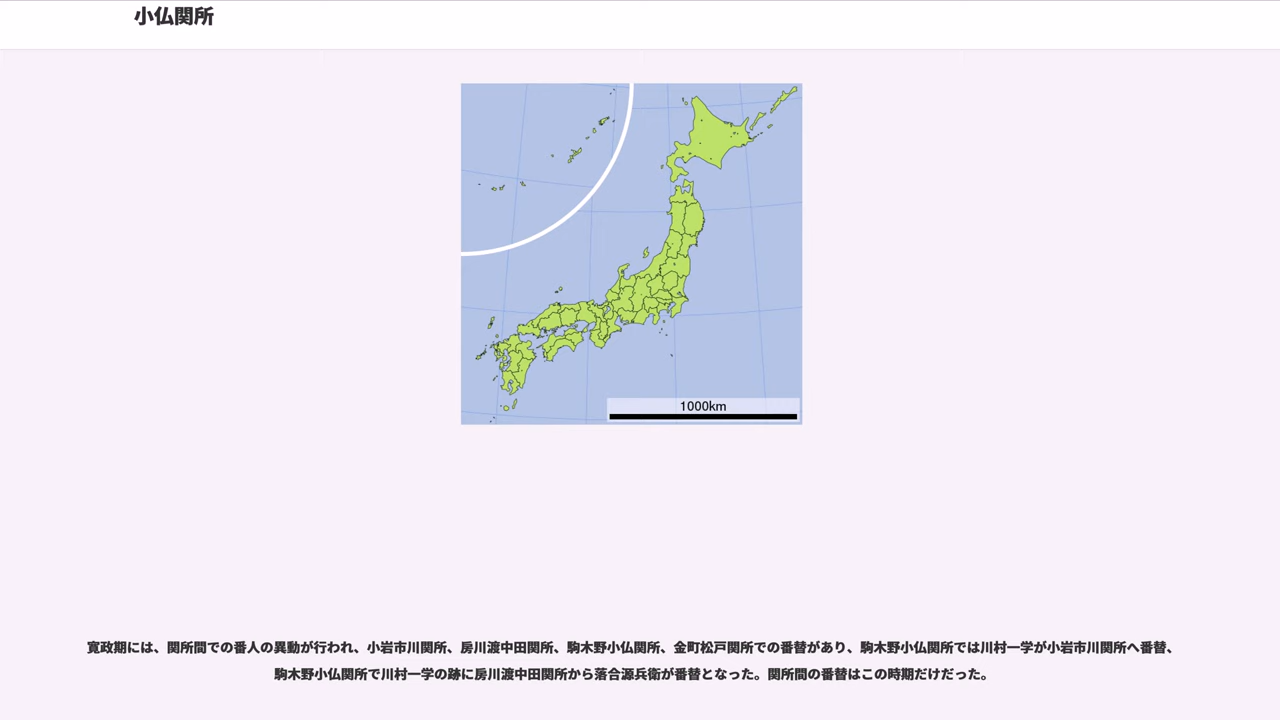 小仏関所
1000km
寛政期には、関所間での番人の異動が行われ、小岩市川関所、房川渡中田関所、駒木野小仏関所、金町松戸関所での番替があり、駒木野小仏関所では川村一学が小岩市川関所へ番替、
駒木野小仏関所で川村一学の跡に房川渡中田関所から落合源兵衛が番替となった。関所間の番替はこの時期だけだった。